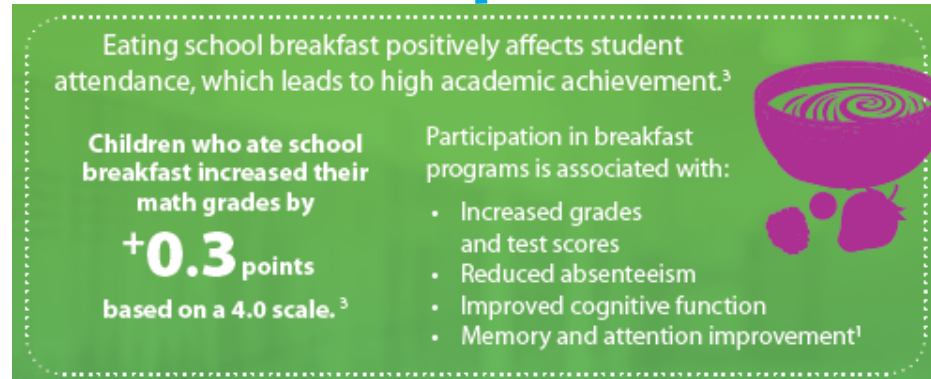 Eating school breakfast positively affects student
attendance, which leads to high academic achievement.³
Children who ate school
breakfast increased their
math grades by
+0.3 points
based on a 4.0 scale. ³
Participation in breakfast
programs is associated with:
• Increased grades
and test scores
• Reduced absenteeism
• Improved cognitive function
• Memory and attention improvement¹